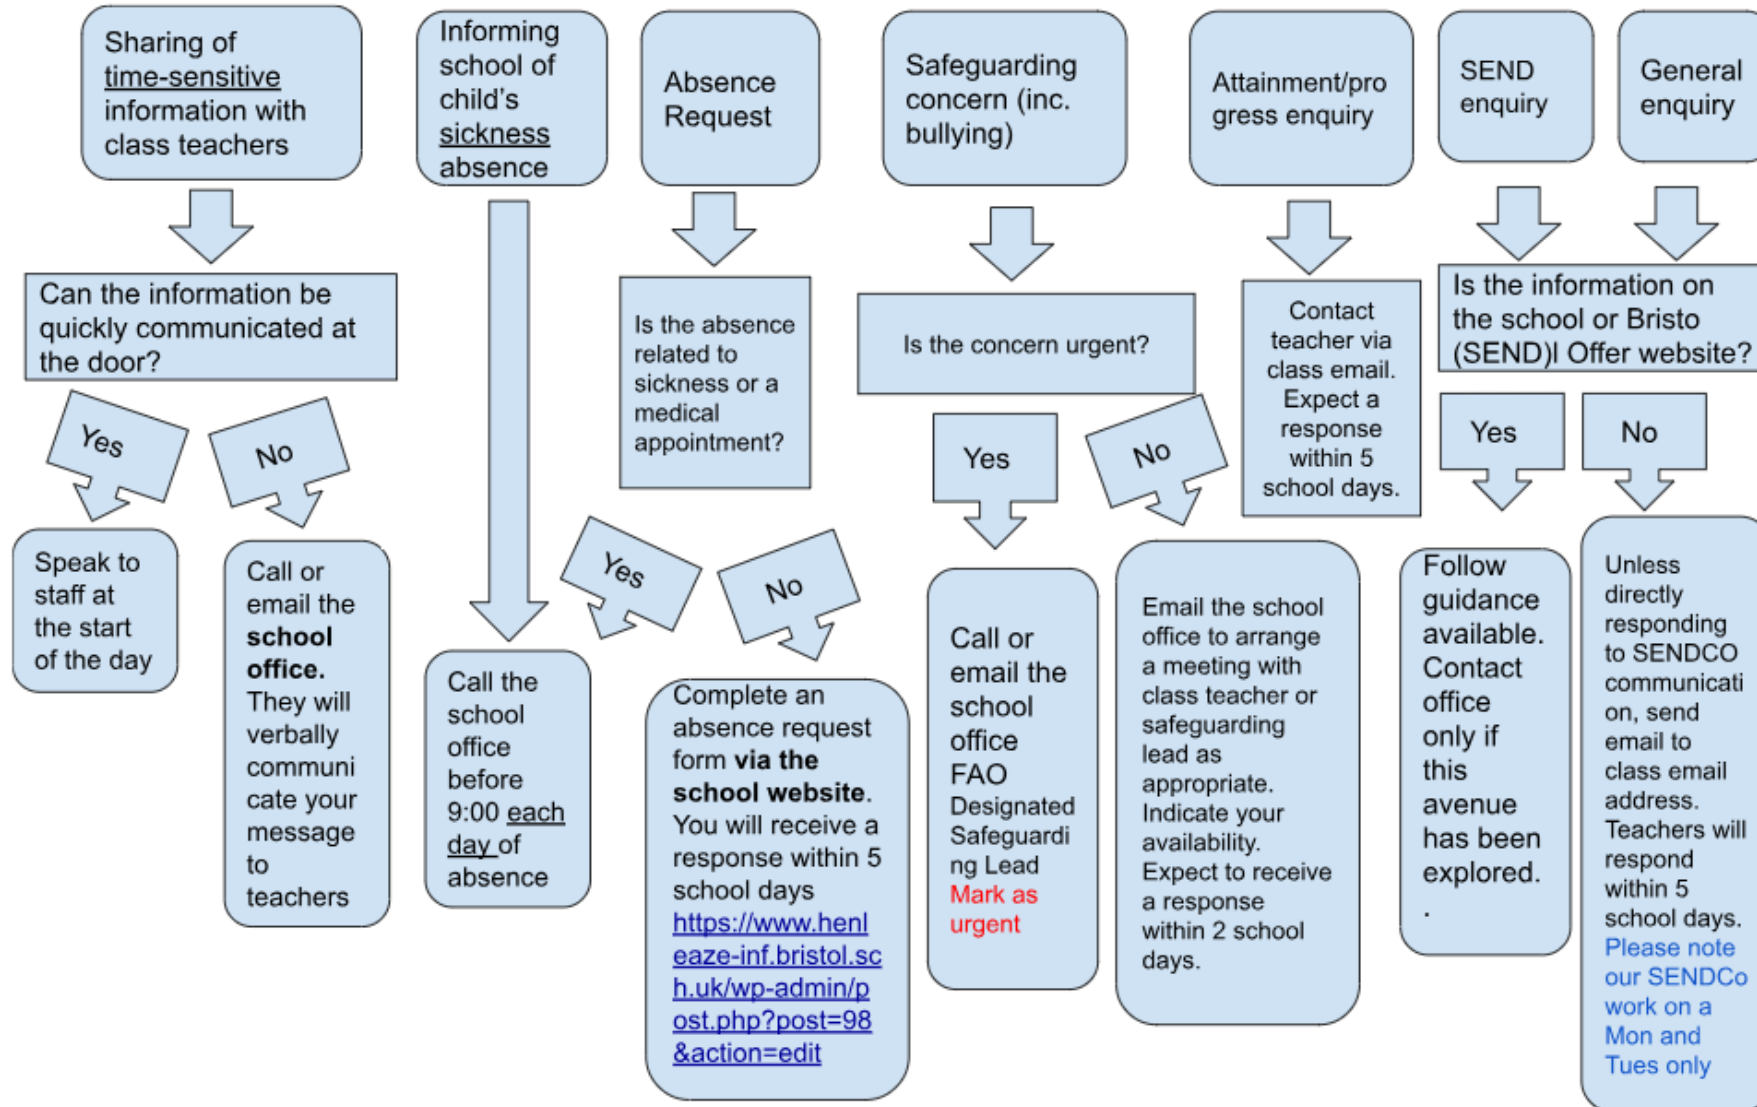 Sharing of
time-sensitive
information with
class teachers
Informing
school of
child's
sickness
absence
Absence
Request
Safeguarding
concern (inc.
bullying)
Attainment/pro
gress enquiry
SEND
enquiry
General
enquiry
Can the information be
quickly communicated at
the door?
Is the absence
related to
sickness or a
medical
appointment?
Is the concern urgent?
Contact
teacher via
class email.
Expect a
response
within 5
school days.
Is the information on
the school or Bristo
(SEND)l Offer website?
Yes
No
Yes
No
Yes
No
Yes
No
Speak to
staff at
the start
of the day
Call or
email the
school
office.
They will
verbally
communi
cate your
message
to
teachers
Call the
school
office
before
9:00 each
day of
absence
Complete an
absence request
form via the
school website.
You will receive a
response within 5
school days
https://www.henl
eaze-inf.bristol.sc
h.uk/wp-admin/p
ost.php?post=98
&action=edit
Call or
email the
school
office
FAO
Designated
Safeguardi
ng Lead
Mark as
urgent
Email the school
office to arrange
a meeting with
class teacher or
safeguarding
lead as
appropriate.
Indicate your
availability.
Expect to receive
a response
within 2 school
days.
Follow
guidance
available.
Contact
office
only if
this
avenue
has been
explored.
.
Unless
directly
responding
to SENDCO
communicati
on, send
email to
class email
address.
Teachers will
respond
within 5
school days.
Please note
our SENDCo
work on a
Mon and
Tues only